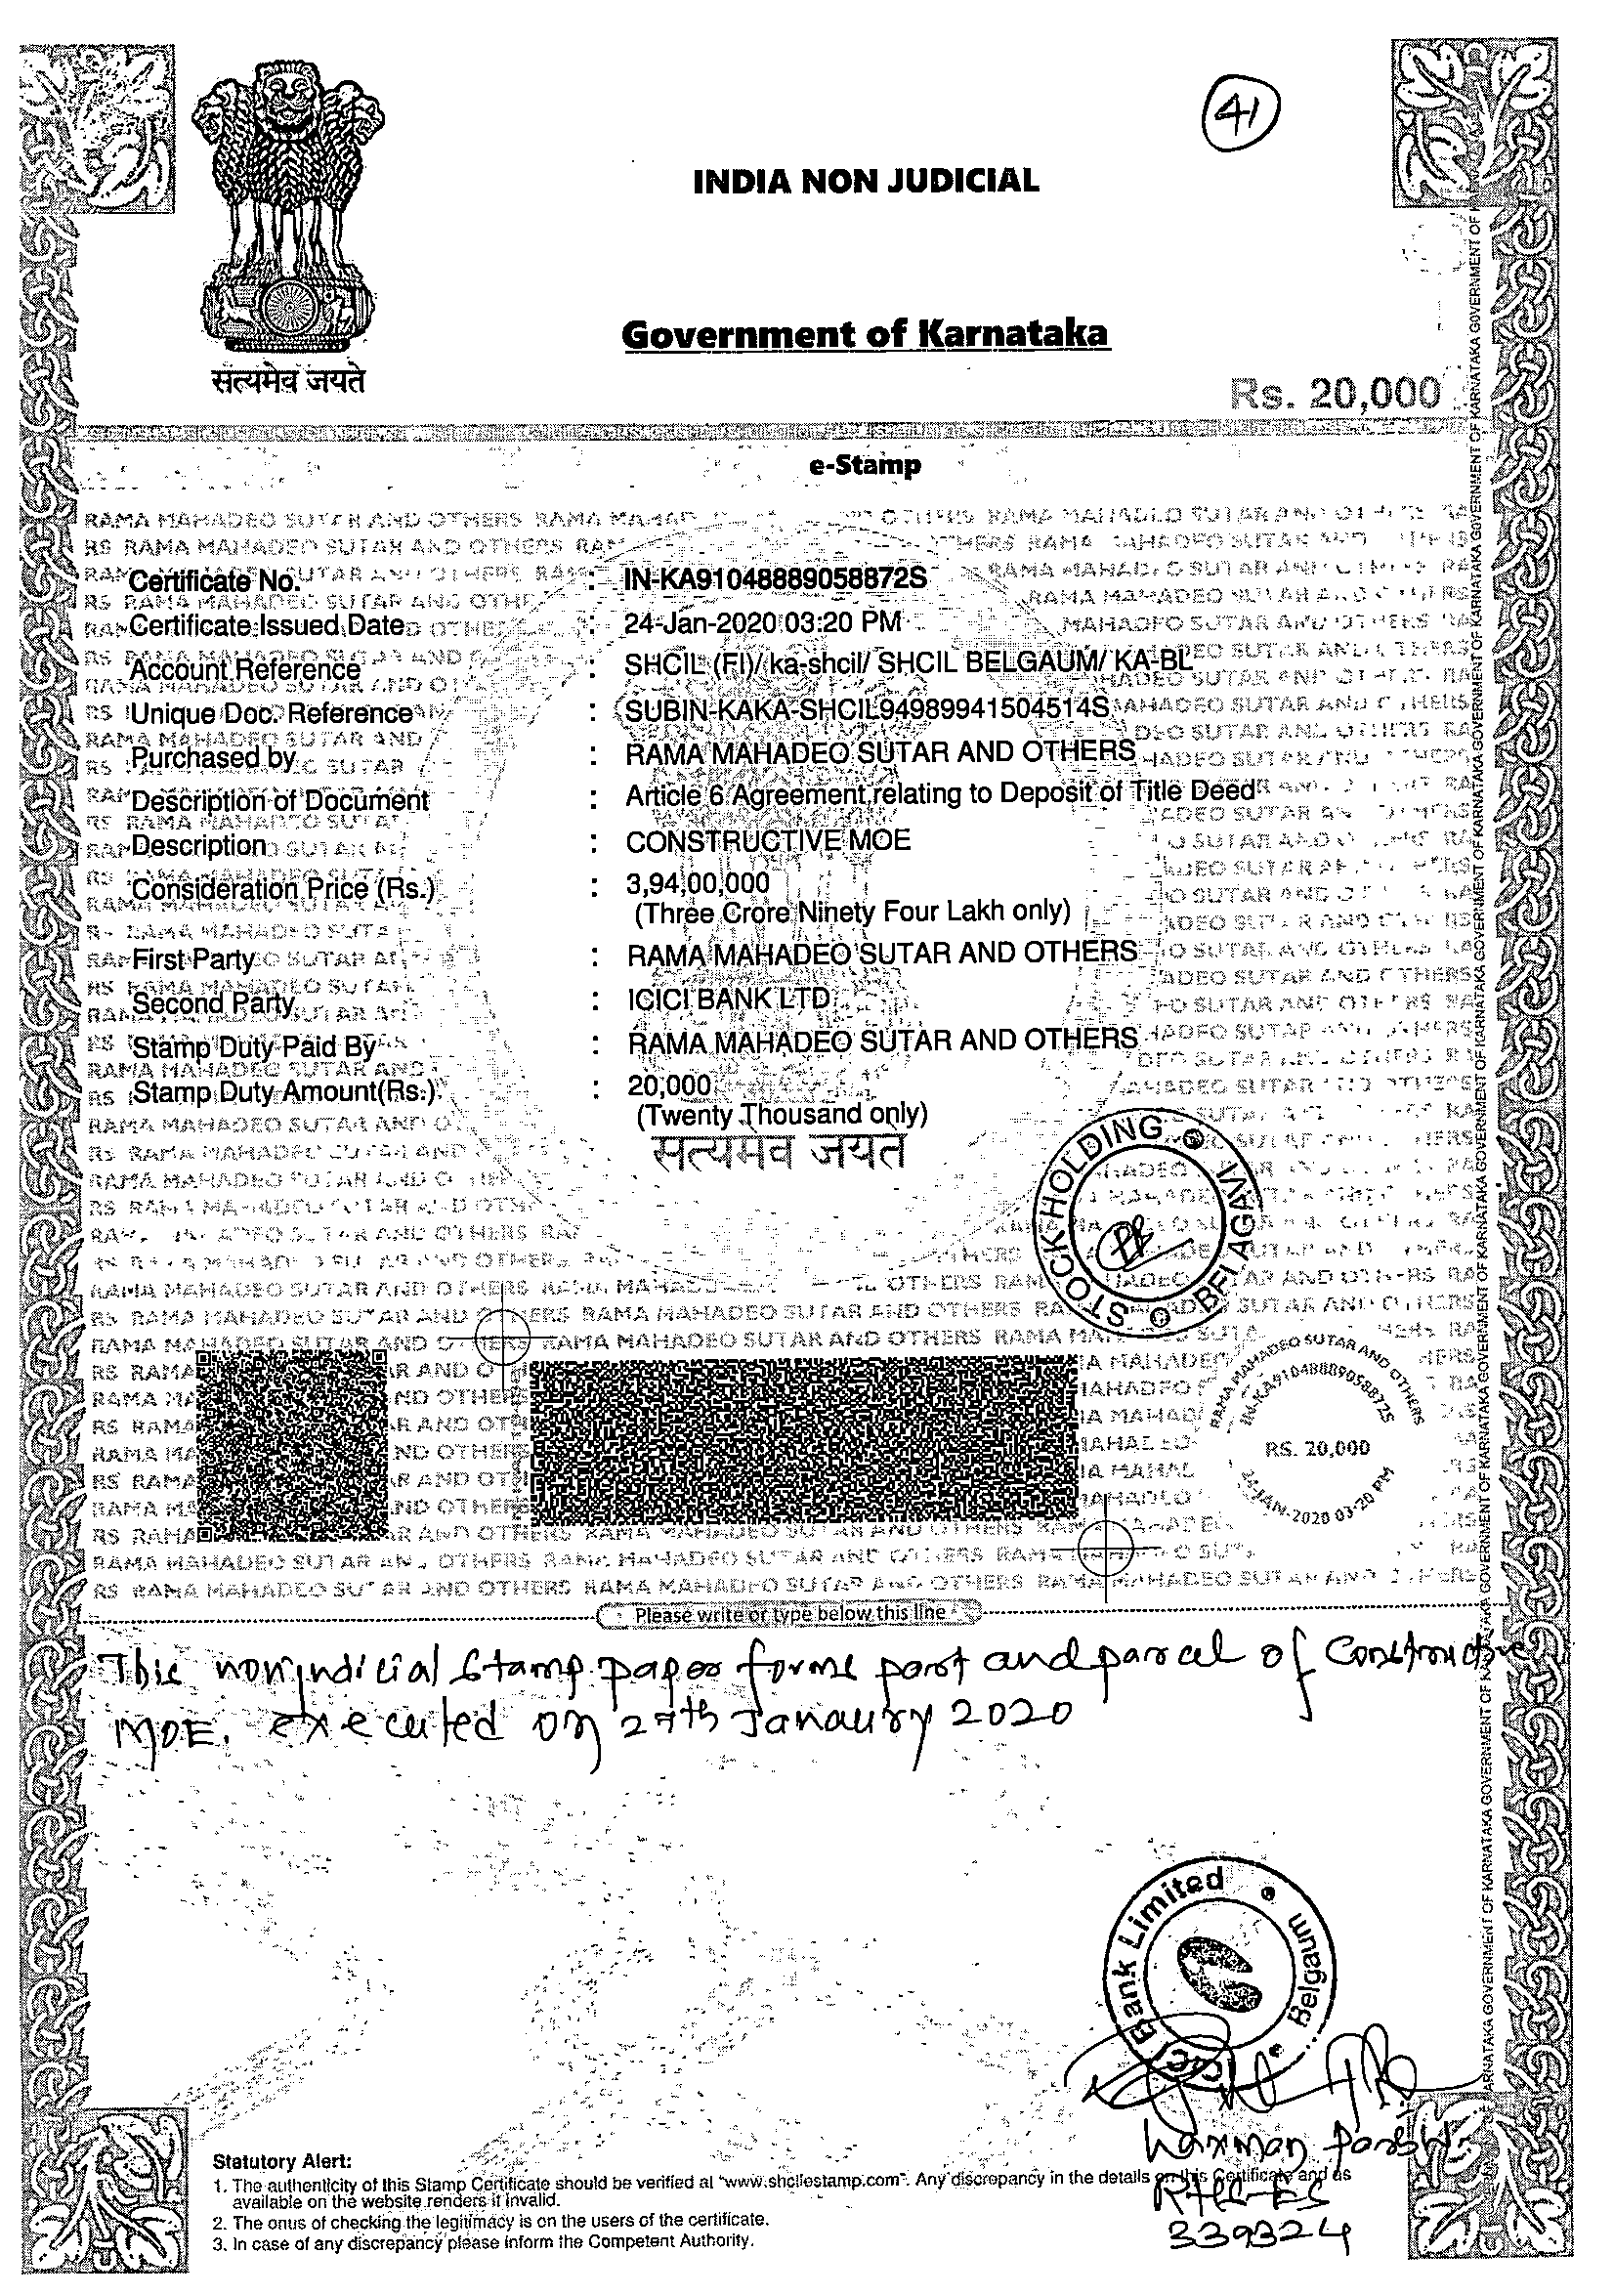 41
INDIA NON JUDICIAL
Government of Karnataka
सत्यमेव जयते
Rs. 20,000
e-Stamp
Certificate No. : IN-KA91048889058872S
Certificate Issued Date : 24-Jan-2020 03:20 PM
Account Reference : SHCIL (FI)/ ka-shcil/ SHCIL BELGAUM/ KA-BL
Unique Doc. Reference : SUBIN-KAKA-SHCIL94989941504514S
Purchased by : RAMA MAHADEO SUTAR AND OTHERS
Description of Document : Article 6 Agreement relating to Deposit of Title Deed
Description : CONSTRUCTIVE MOE
Consideration Price (Rs.) : 3,94,00,000
(Three Crore Ninety Four Lakh only)
First Party : RAMA MAHADEO SUTAR AND OTHERS
Second Party : ICICI BANK LTD
Stamp Duty Paid By : RAMA MAHADEO SUTAR AND OTHERS
Stamp Duty Amount(Rs.) : 20,000
(Twenty Thousand only)
सत्यमेव जयते
STOCKHOLDING BELAGAVI
RAMA MAHADEO SUTAR AND OTHERS
IN-KA91048889058872S
RS. 20,000
24-JAN-2020 03:20 PM
Please write or type below this line
This nonjudicial stamp paper forms part and parcel of Constructive
MOE. executed on 27th Janaury 2020
Bank Limited Belgaum
Laxman
339324
Statutory Alert:
1. The authenticity of this Stamp Certificate should be verified at "www.shcilestamp.com". Any discrepancy in the details on this Certificate and as
available on the website renders it invalid.
2. The onus of checking the legitimacy is on the users of the certificate.
3. In case of any discrepancy please inform the Competent Authority.